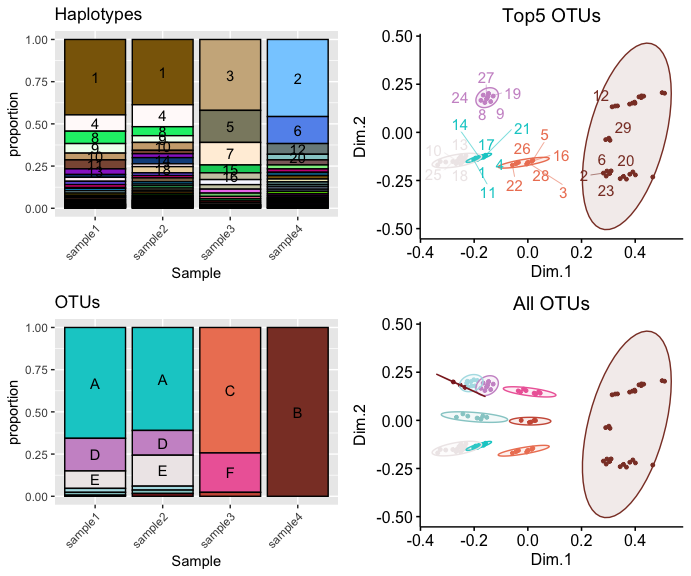 Haplotypes
proportion
1.00
0.75
0.50
0.25
0.00
1
4
8
9
10
11
13
1
4
8
9
10
14
18
3
5
7
15
16
2
6
12
20
sample1
sample2
sample3
sample4
Sample
Top5 OTUs
Dim.2
0.50
0.25
0.00
-0.25
-0.50
27
24
19
8
9
14
21
17
10
13
25
18
1
4
11
5
26
16
22
28
3
12
29
6
20
2
23
-0.4
-0.2
0.0
0.2
0.4
Dim.1
OTUs
proportion
1.00
0.75
0.50
0.25
0.00
A
D
E
A
D
E
C
F
B
sample1
sample2
sample3
sample4
Sample
All OTUs
Dim.2
0.50
0.25
0.00
-0.25
-0.50
-0.4
-0.2
0.0
0.2
0.4
Dim.1